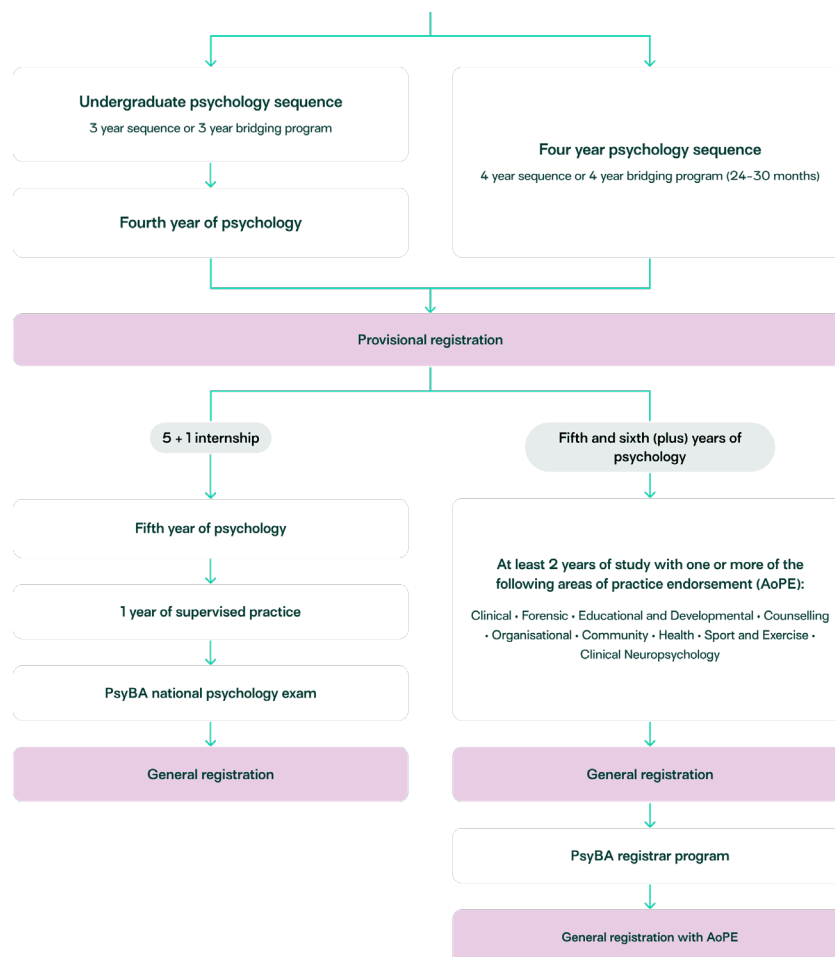 Undergraduate psychology sequence
3 year sequence or 3 year bridging program
Fourth year of psychology
Four year psychology sequence
4 year sequence or 4 year bridging program (24–30 months)
Provisional registration
5 + 1 internship
Fifth year of psychology
1 year of supervised practice
PsyBA national psychology exam
General registration
Fifth and sixth (plus) years of
psychology
At least 2 years of study with one or more of the
following areas of practice endorsement (AoPE):
Clinical • Forensic • Educational and Developmental • Counselling
• Organisational • Community • Health • Sport and Exercise •
Clinical Neuropsychology
General registration
PsyBA registrar program
General registration with AoPE